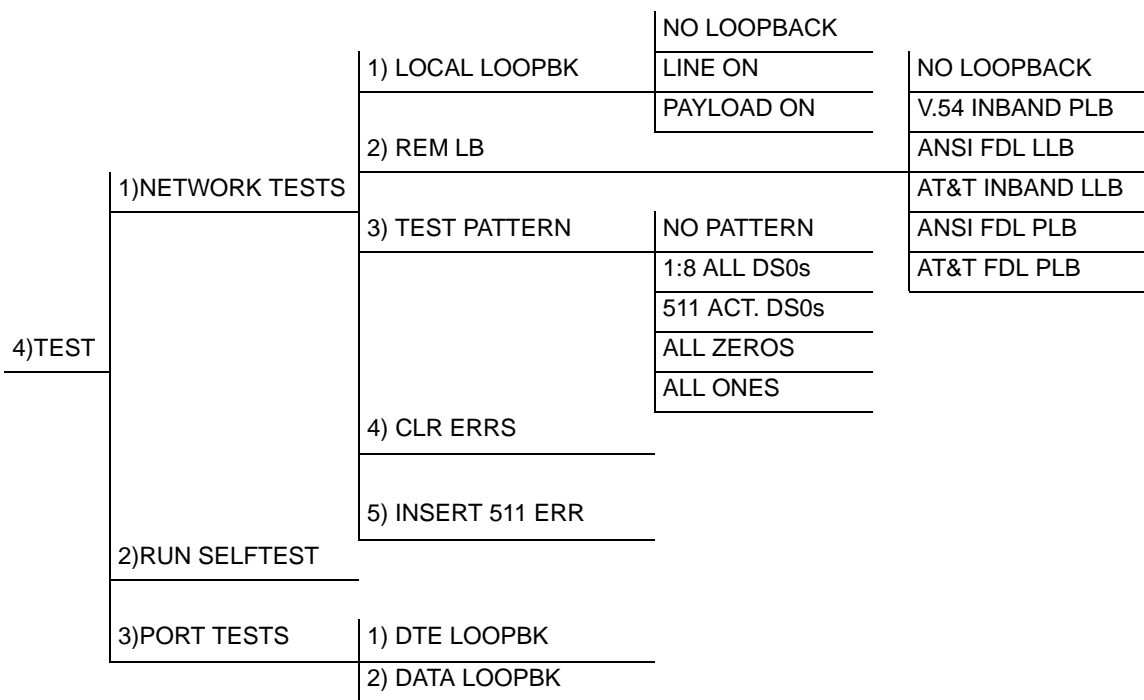 NO LOOPBACK
1) LOCAL LOOPBK LINE ON NO LOOPBACK
PAYLOAD ON V.54 INBAND PLB
2) REM LB ANSI FDL LLB
1)NETWORK TESTS AT&T INBAND LLB
3) TEST PATTERN NO PATTERN ANSI FDL PLB
1:8 ALL DS0s AT&T FDL PLB
511 ACT. DS0s
4)TEST ALL ZEROS
ALL ONES
4) CLR ERRS
5) INSERT 511 ERR
2)RUN SELFTEST
3)PORT TESTS 1) DTE LOOPBK
2) DATA LOOPBK